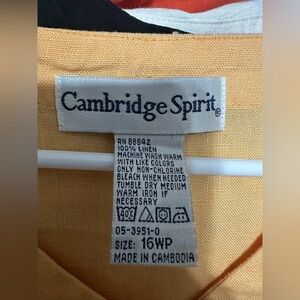 Cambridge Spirit®
RN 88842
100% LINEN
MACHINE WASH WARM
WITH LIKE COLORS
ONLY NON-CHLORINE
BLEACH WHEN NEEDED
TUMBLE DRY MEDIUM
WARM IRON IF
NECESSARY
05-3951-0
SIZE: 16WP
MADE IN CAMBODIA